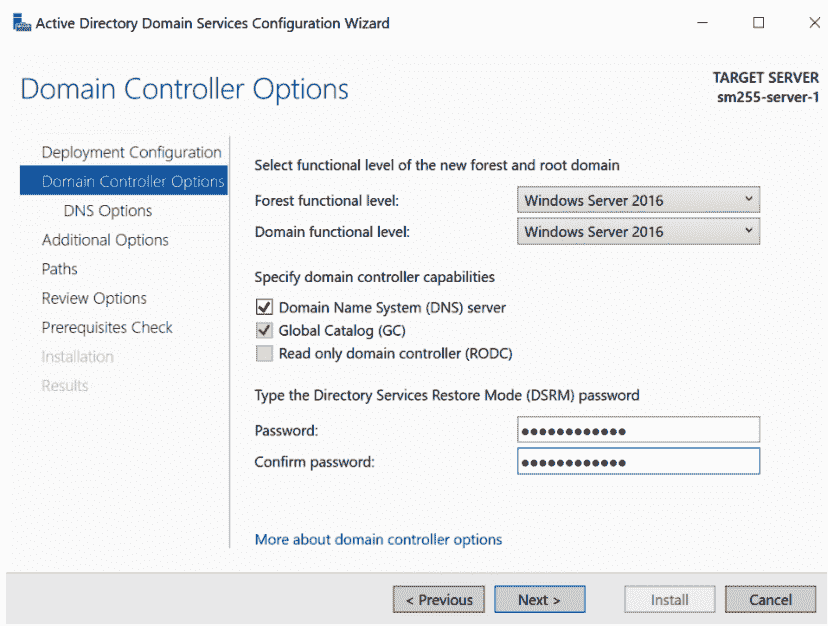 Active Directory Domain Services Configuration Wizard
Domain Controller Options
TARGET SERVER
sm255-server-1
Deployment Configuration
Domain Controller Options
DNS Options
Additional Options
Paths
Review Options
Prerequisites Check
Installation
Results
Select functional level of the new forest and root domain
Forest functional level: Windows Server 2016
Domain functional level: Windows Server 2016
Specify domain controller capabilities
Domain Name System (DNS) server
Global Catalog (GC)
Read only domain controller (RODC)
Type the Directory Services Restore Mode (DSRM) password
Password: ●●●●●●●●●●●●
Confirm password: ●●●●●●●●●●●●
More about domain controller options
< Previous Next > Install Cancel